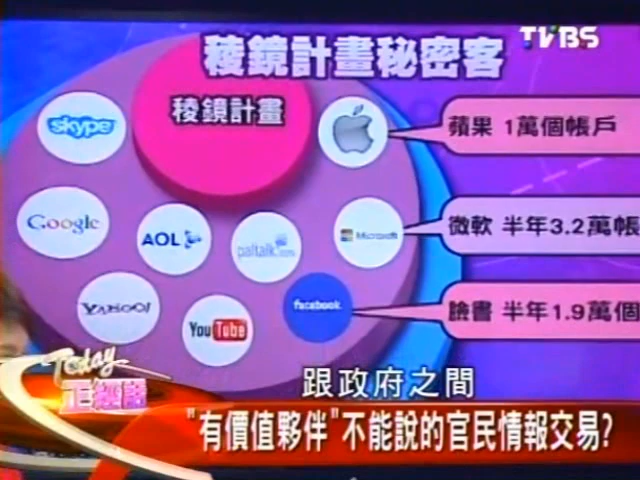 TVBS
稜鏡計畫秘密客
稜鏡計畫
skype
蘋果 1萬個帳戶
Google
AOL
paltalk.com
Microsoft
微軟 半年3.2萬帳
YAHOO!
YouTube
facebook
臉書 半年1.9萬個
Today
正經話
跟政府之間
"有價值夥伴"不能說的官民情報交易?